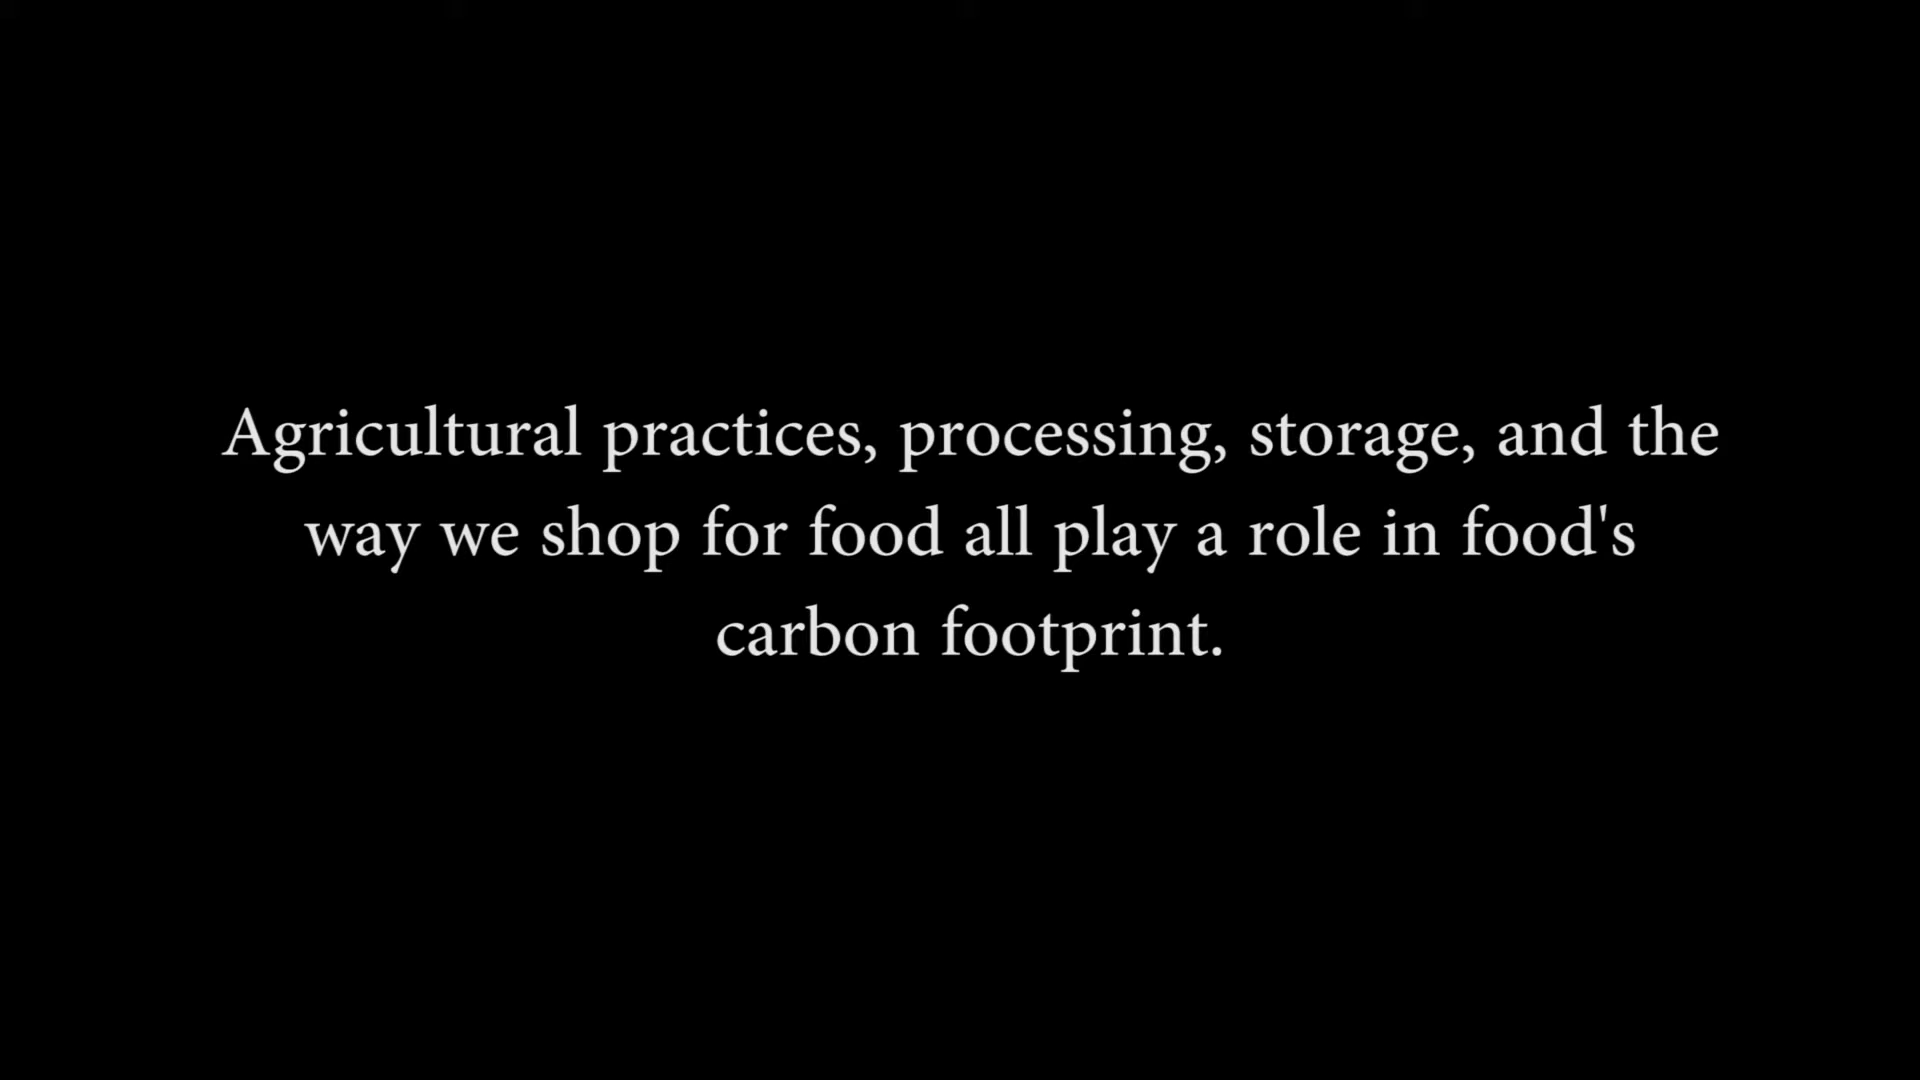 Agricultural practices, processing, storage, and the
way we shop for food all play a role in food's
carbon footprint.